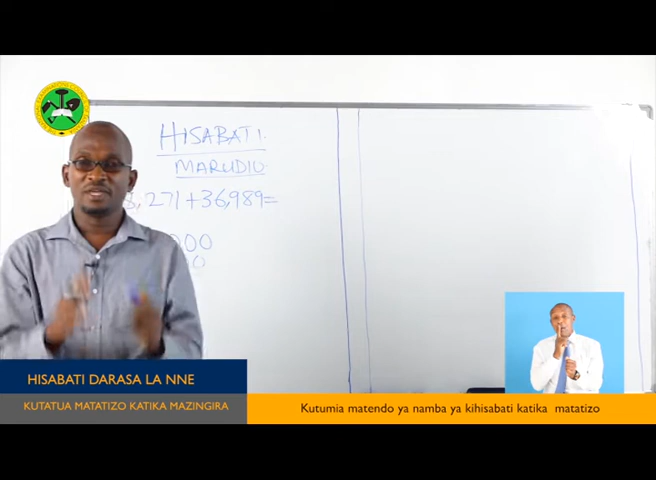 HISABATI.
MARUDIO
,271+36,989=
000
HISABATI DARASA LA NNE
KUTATUA MATATIZO KATIKA MAZINGIRA
Kutumia matendo ya namba ya kihisabati katika matatizo